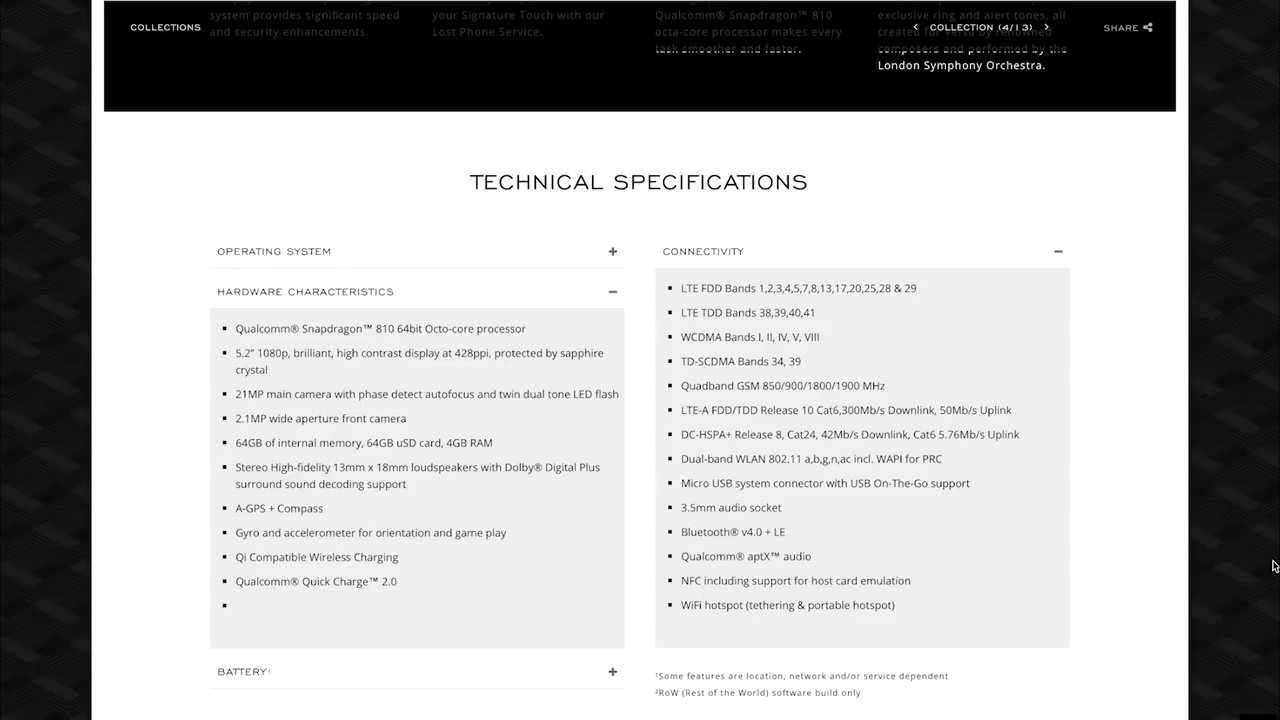 system provides significant speed
and security enhancements.
your Signature Touch with our
Lost Phone Service.
Qualcomm® Snapdragon™ 810
octa-core processor makes every
task smoother and faster.
exclusive ring and alert tones, all
created for Vertu by renowned
composers and performed by the
London Symphony Orchestra.
COLLECTIONS
COLLECTION (4/13)
SHARE
TECHNICAL SPECIFICATIONS
OPERATING SYSTEM +
HARDWARE CHARACTERISTICS −
▪ Qualcomm® Snapdragon™ 810 64bit Octo-core processor
▪ 5.2” 1080p, brilliant, high contrast display at 428ppi, protected by sapphire
crystal
▪ 21MP main camera with phase detect autofocus and twin dual tone LED flash
▪ 2.1MP wide aperture front camera
▪ 64GB of internal memory, 64GB uSD card, 4GB RAM
▪ Stereo High-fidelity 13mm x 18mm loudspeakers with Dolby® Digital Plus
surround sound decoding support
▪ A-GPS + Compass
▪ Gyro and accelerometer for orientation and game play
▪ Qi Compatible Wireless Charging
▪ Qualcomm® Quick Charge™ 2.0
▪
BATTERY¹ +
CONNECTIVITY −
▪ LTE FDD Bands 1,2,3,4,5,7,8,13,17,20,25,28 & 29
▪ LTE TDD Bands 38,39,40,41
▪ WCDMA Bands I, II, IV, V, VIII
▪ TD-SCDMA Bands 34, 39
▪ Quadband GSM 850/900/1800/1900 MHz
▪ LTE-A FDD/TDD Release 10 Cat6,300Mb/s Downlink, 50Mb/s Uplink
▪ DC-HSPA+ Release 8, Cat24, 42Mb/s Downlink, Cat6 5.76Mb/s Uplink
▪ Dual-band WLAN 802.11 a,b,g,n,ac incl. WAPI for PRC
▪ Micro USB system connector with USB On-The-Go support
▪ 3.5mm audio socket
▪ Bluetooth® v4.0 + LE
▪ Qualcomm® aptX™ audio
▪ NFC including support for host card emulation
▪ WiFi hotspot (tethering & portable hotspot)
¹Some features are location, network and/or service dependent
²RoW (Rest of the World) software build only